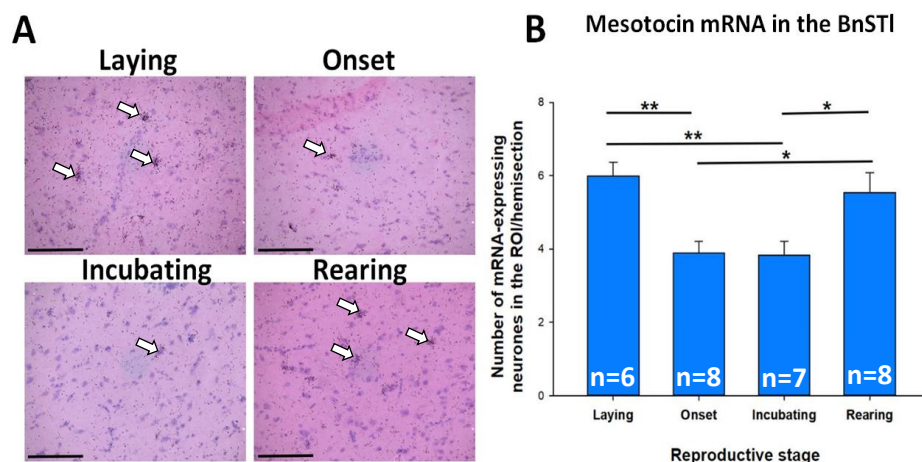 A
Laying
Onset
Incubating
Rearing
B
Mesotocin mRNA in the BnSTl
Number of mRNA-expressing
neurones in the ROI/hemisection
8
6
4
2
0
**
*
**
*
n=6
n=8
n=7
n=8
Laying
Onset
Incubating
Rearing
Reproductive stage